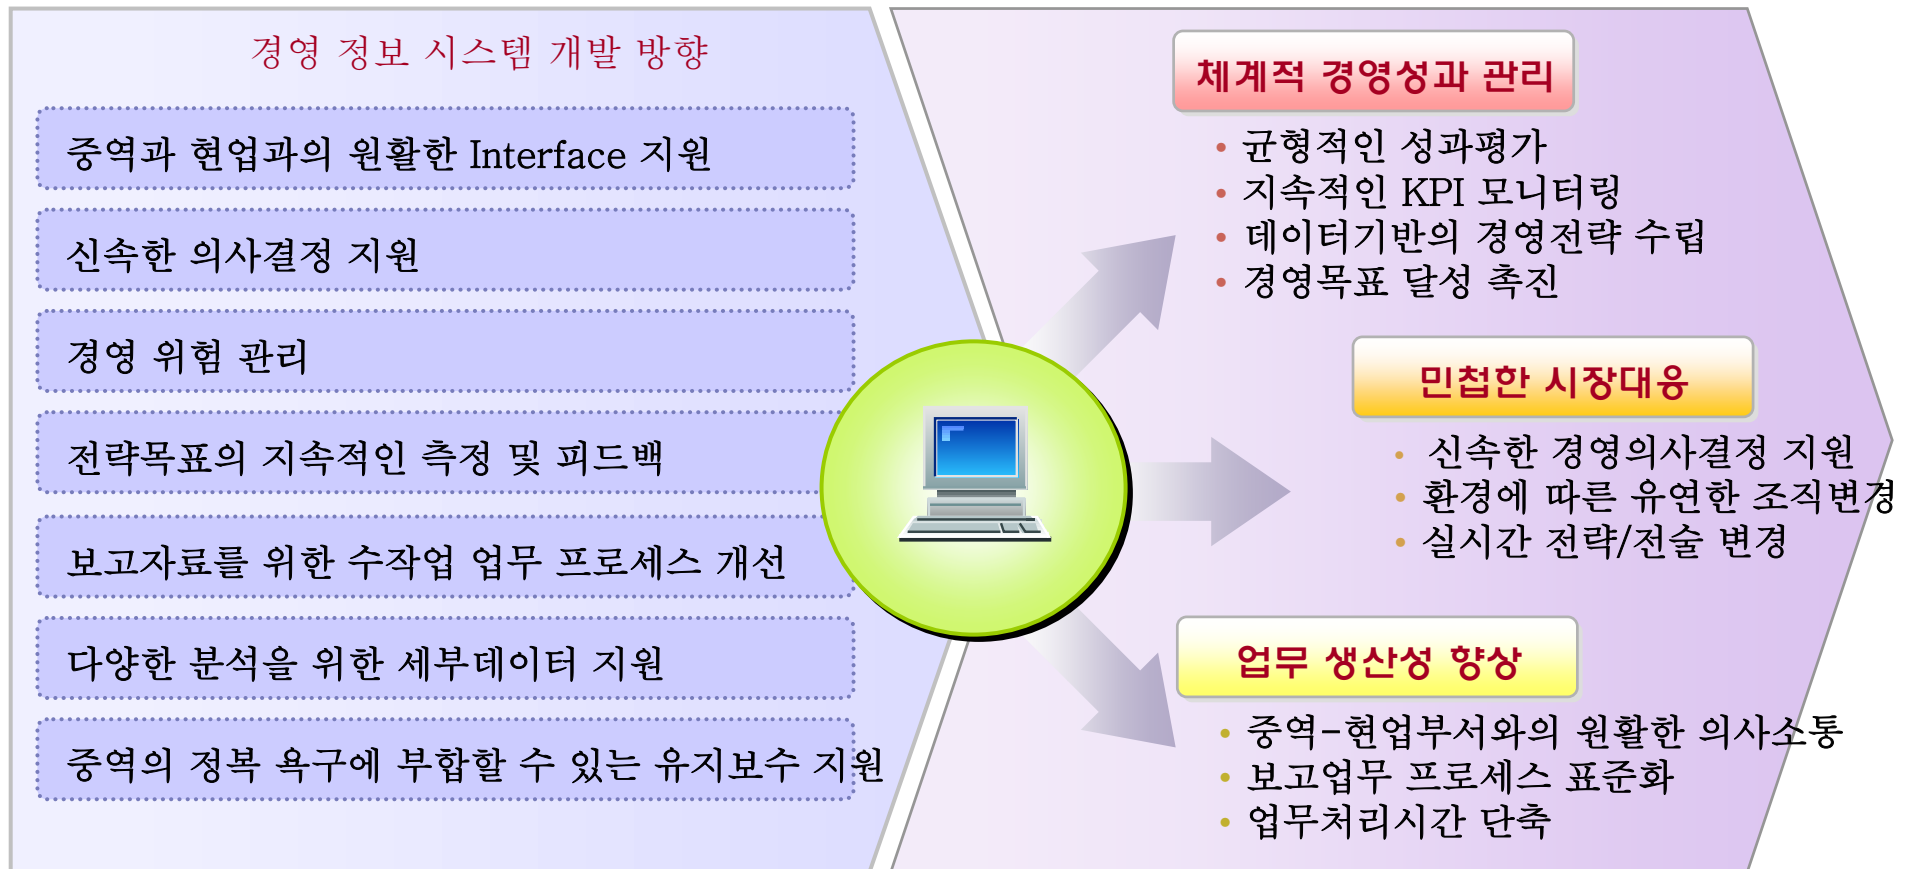 경영 정보 시스템 개발 방향
중역과 현업과의 원활한 Interface 지원
신속한 의사결정 지원
경영 위험 관리
전략목표의 지속적인 측정 및 피드백
보고자료를 위한 수작업 업무 프로세스 개선
다양한 분석을 위한 세부데이터 지원
중역의 정복 욕구에 부합할 수 있는 유지보수 지원
체계적 경영성과 관리
• 균형적인 성과평가
• 지속적인 KPI 모니터링
• 데이터기반의 경영전략 수립
• 경영목표 달성 촉진
민첩한 시장대응
• 신속한 경영의사결정 지원
• 환경에 따른 유연한 조직변경
• 실시간 전략/전술 변경
업무 생산성 향상
• 중역-현업부서와의 원활한 의사소통
• 보고업무 프로세스 표준화
• 업무처리시간 단축